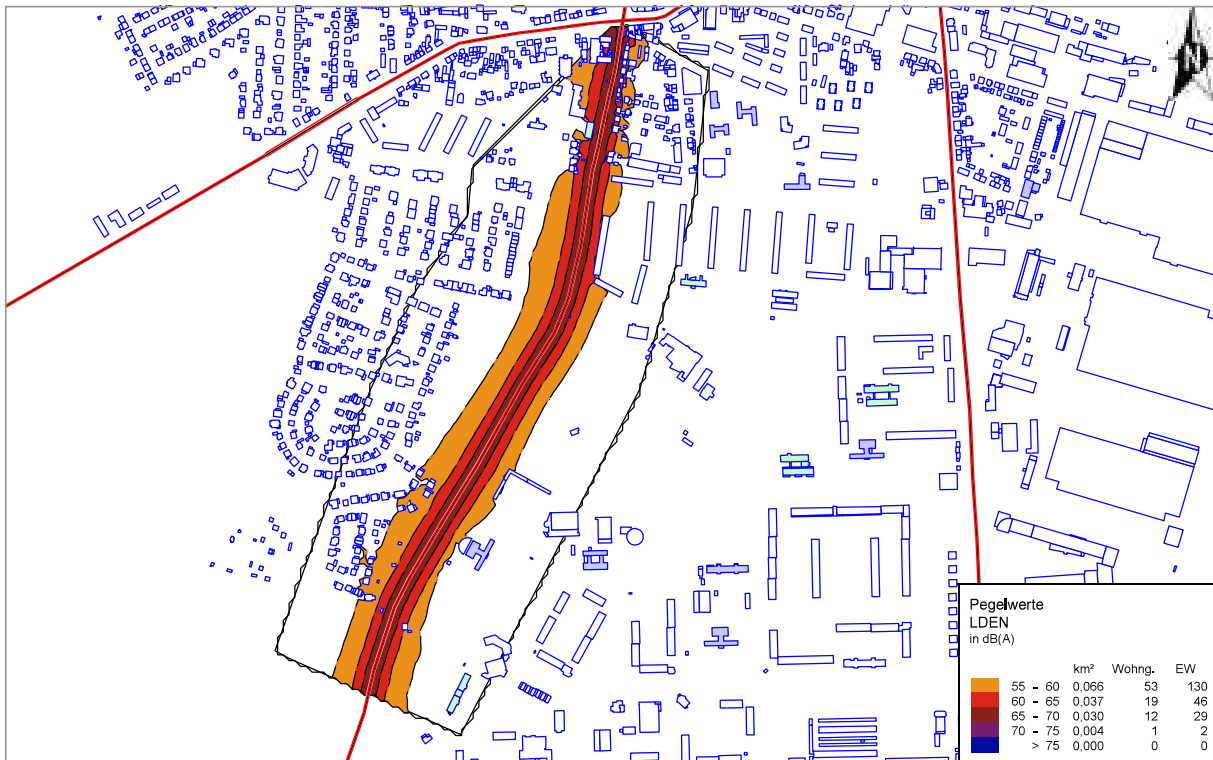 Pegelwerte
LDEN
in dB(A)
km² Wohng. EW
55 - 60 0,066 53 130
60 - 65 0,037 19 46
65 - 70 0,030 12 29
70 - 75 0,004 1 2
> 75 0,000 0 0